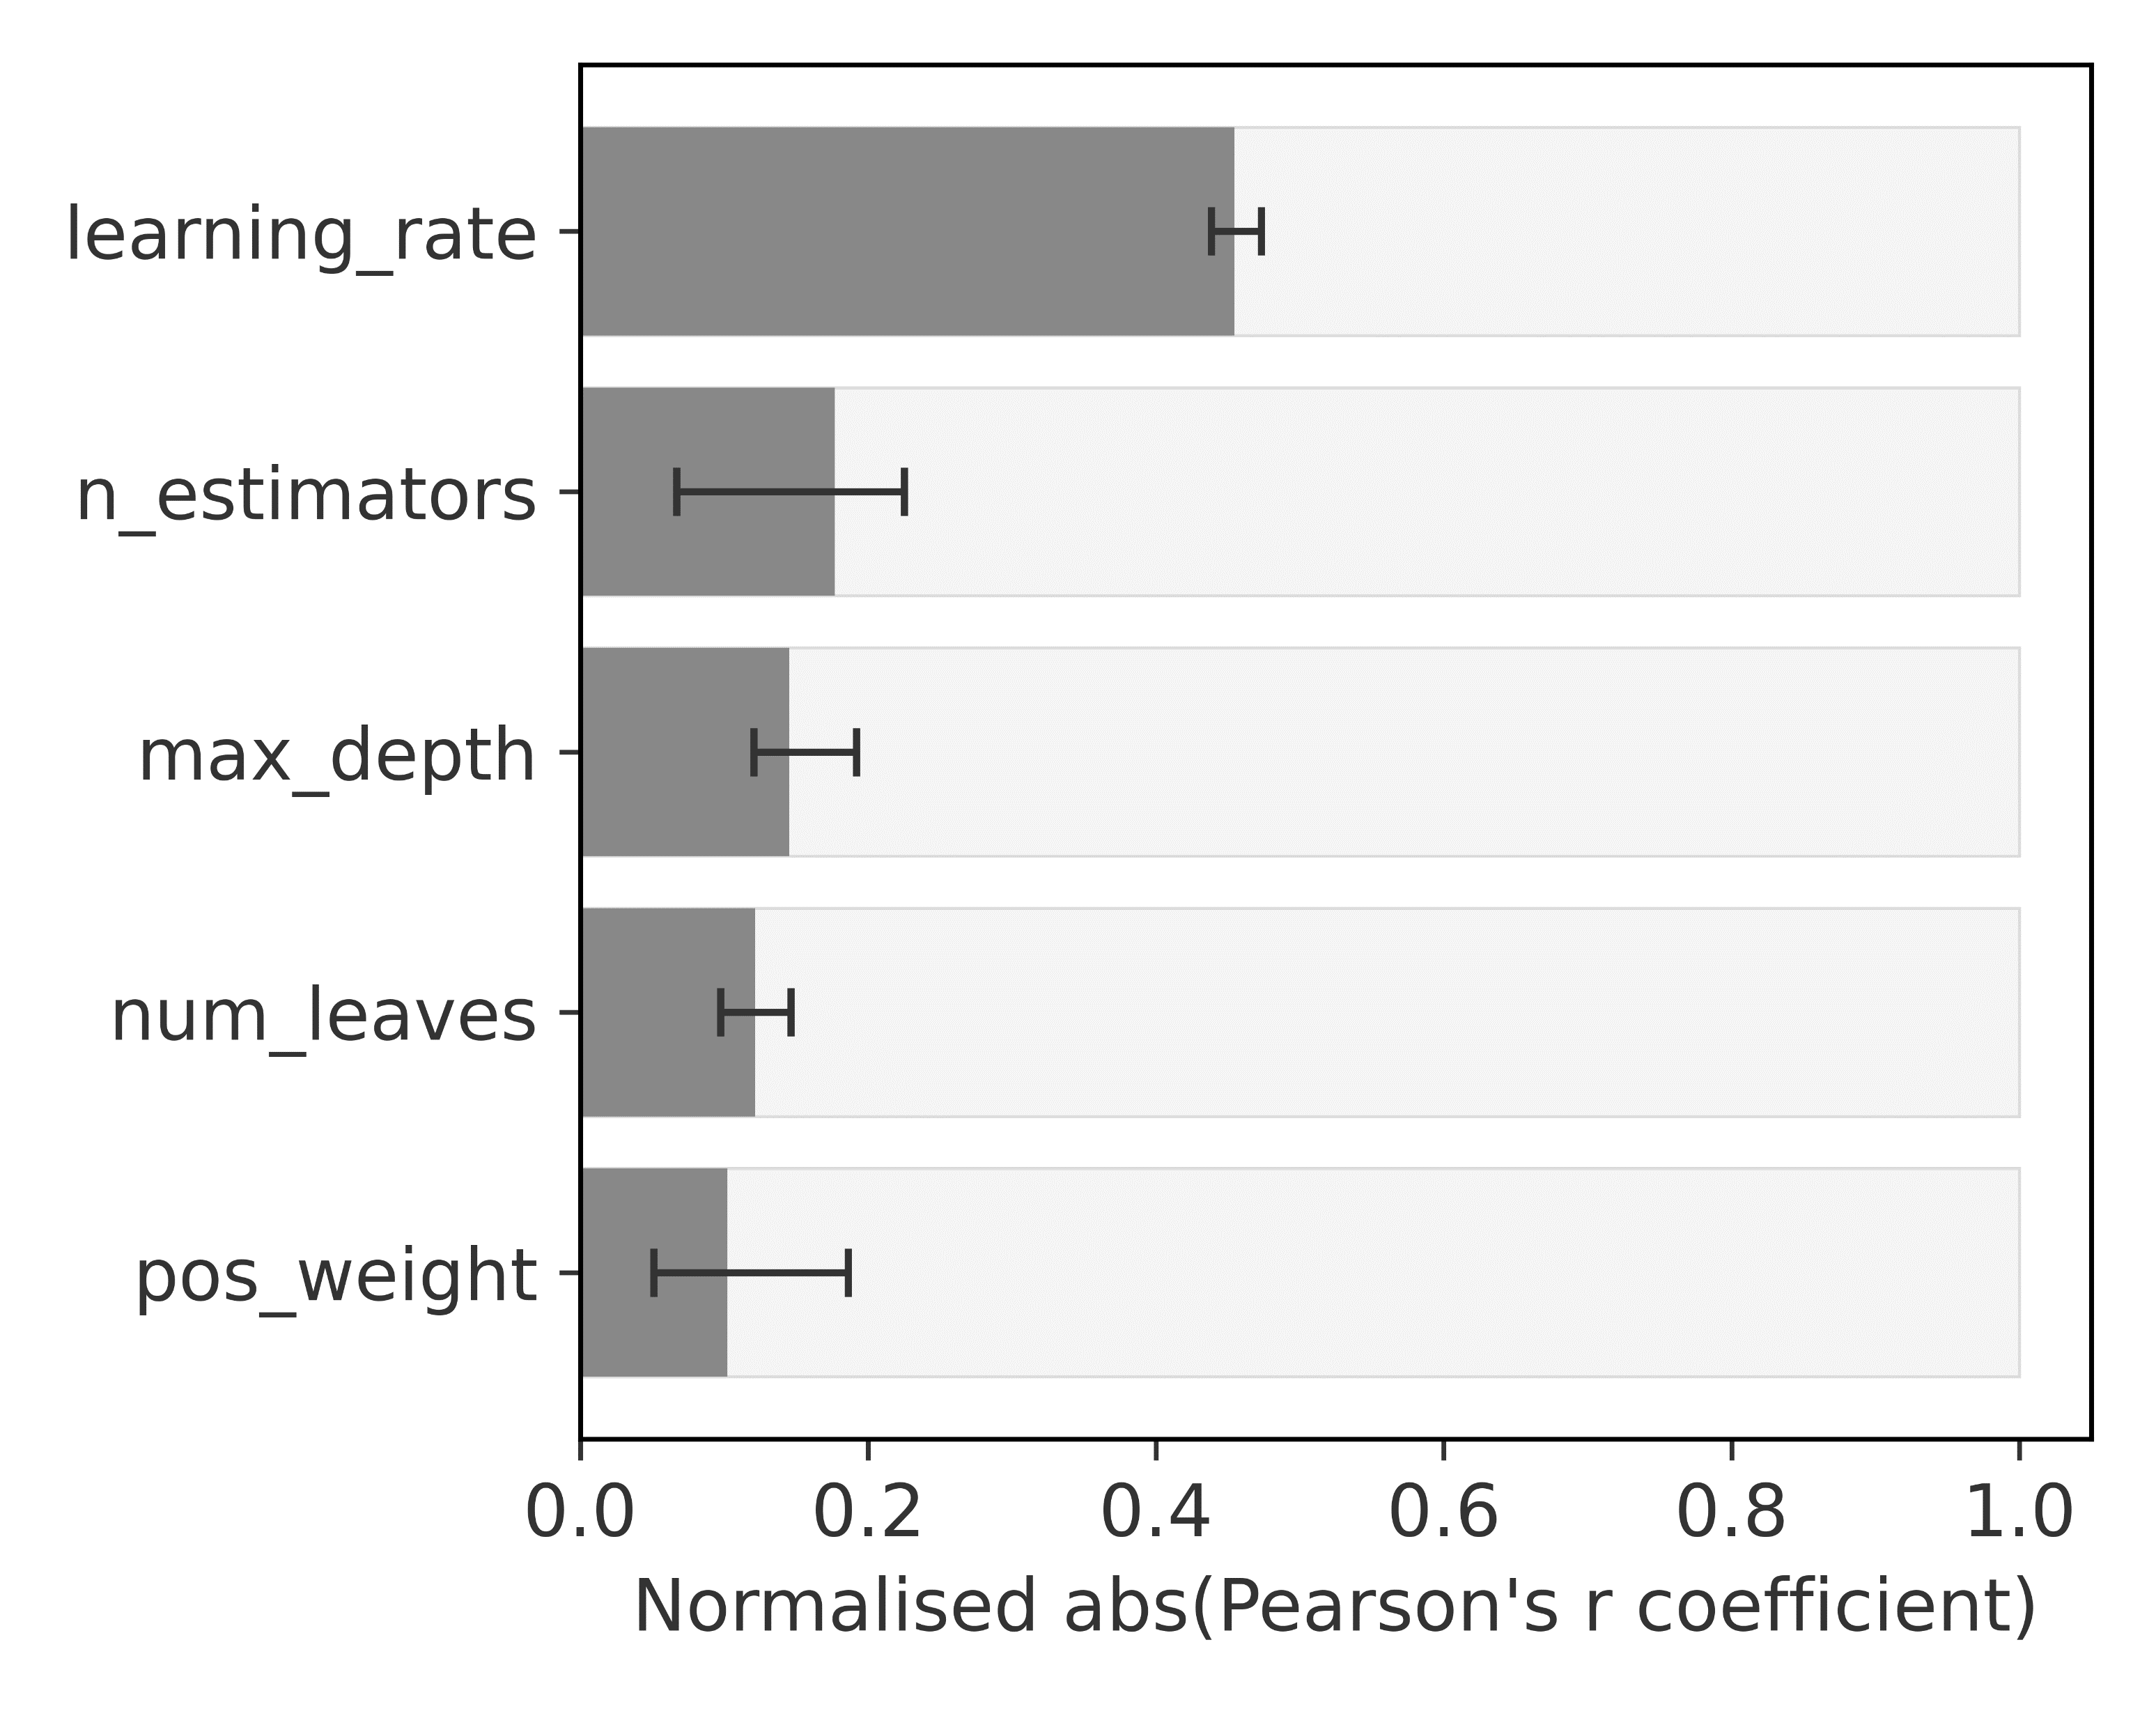 learning_rate
n_estimators
max_depth
num_leaves
pos_weight
0.0 0.2 0.4 0.6 0.8 1.0
Normalised abs(Pearson's r coefficient)